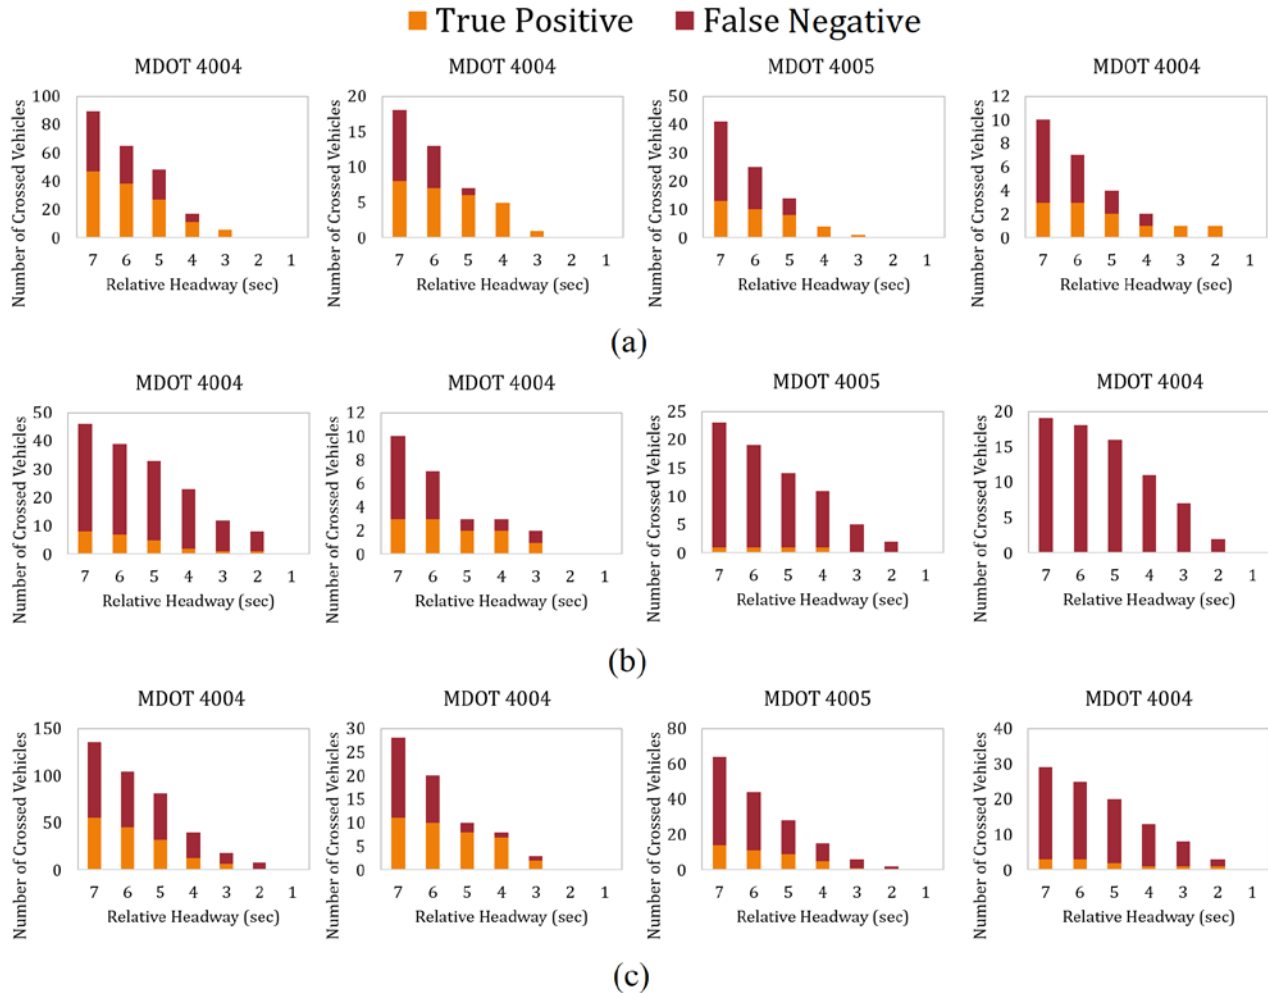 True Positive False Negative
MDOT 4004 MDOT 4004 MDOT 4005 MDOT 4004
Number of Crossed Vehicles
100
80
60
40
20
0
7 6 5 4 3 2 1
Relative Headway (sec)
Number of Crossed Vehicles
20
15
10
5
0
7 6 5 4 3 2 1
Relative Headway (sec)
Number of Crossed Vehicles
50
40
30
20
10
0
7 6 5 4 3 2 1
Relative Headway (sec)
Number of Crossed Vehicles
12
10
8
6
4
2
0
7 6 5 4 3 2 1
Relative Headway (sec)
(a)
MDOT 4004 MDOT 4004 MDOT 4005 MDOT 4004
Number of Crossed Vehicles
50
40
30
20
10
0
7 6 5 4 3 2 1
Relative Headway (sec)
Number of Crossed Vehicles
12
10
8
6
4
2
0
7 6 5 4 3 2 1
Relative Headway (sec)
Number of Crossed Vehicles
25
20
15
10
5
0
7 6 5 4 3 2 1
Relative Headway (sec)
Number of Crossed Vehicles
20
15
10
5
0
7 6 5 4 3 2 1
Relative Headway (sec)
(b)
MDOT 4004 MDOT 4004 MDOT 4005 MDOT 4004
Number of Crossed Vehicles
150
100
50
0
7 6 5 4 3 2 1
Relative Headway (sec)
Number of Crossed Vehicles
30
25
20
15
10
5
0
7 6 5 4 3 2 1
Relative Headway (sec)
Number of Crossed Vehicles
80
60
40
20
0
7 6 5 4 3 2 1
Relative Headway (sec)
Number of Crossed Vehicles
40
30
20
10
0
7 6 5 4 3 2 1
Relative Headway (sec)
(c)